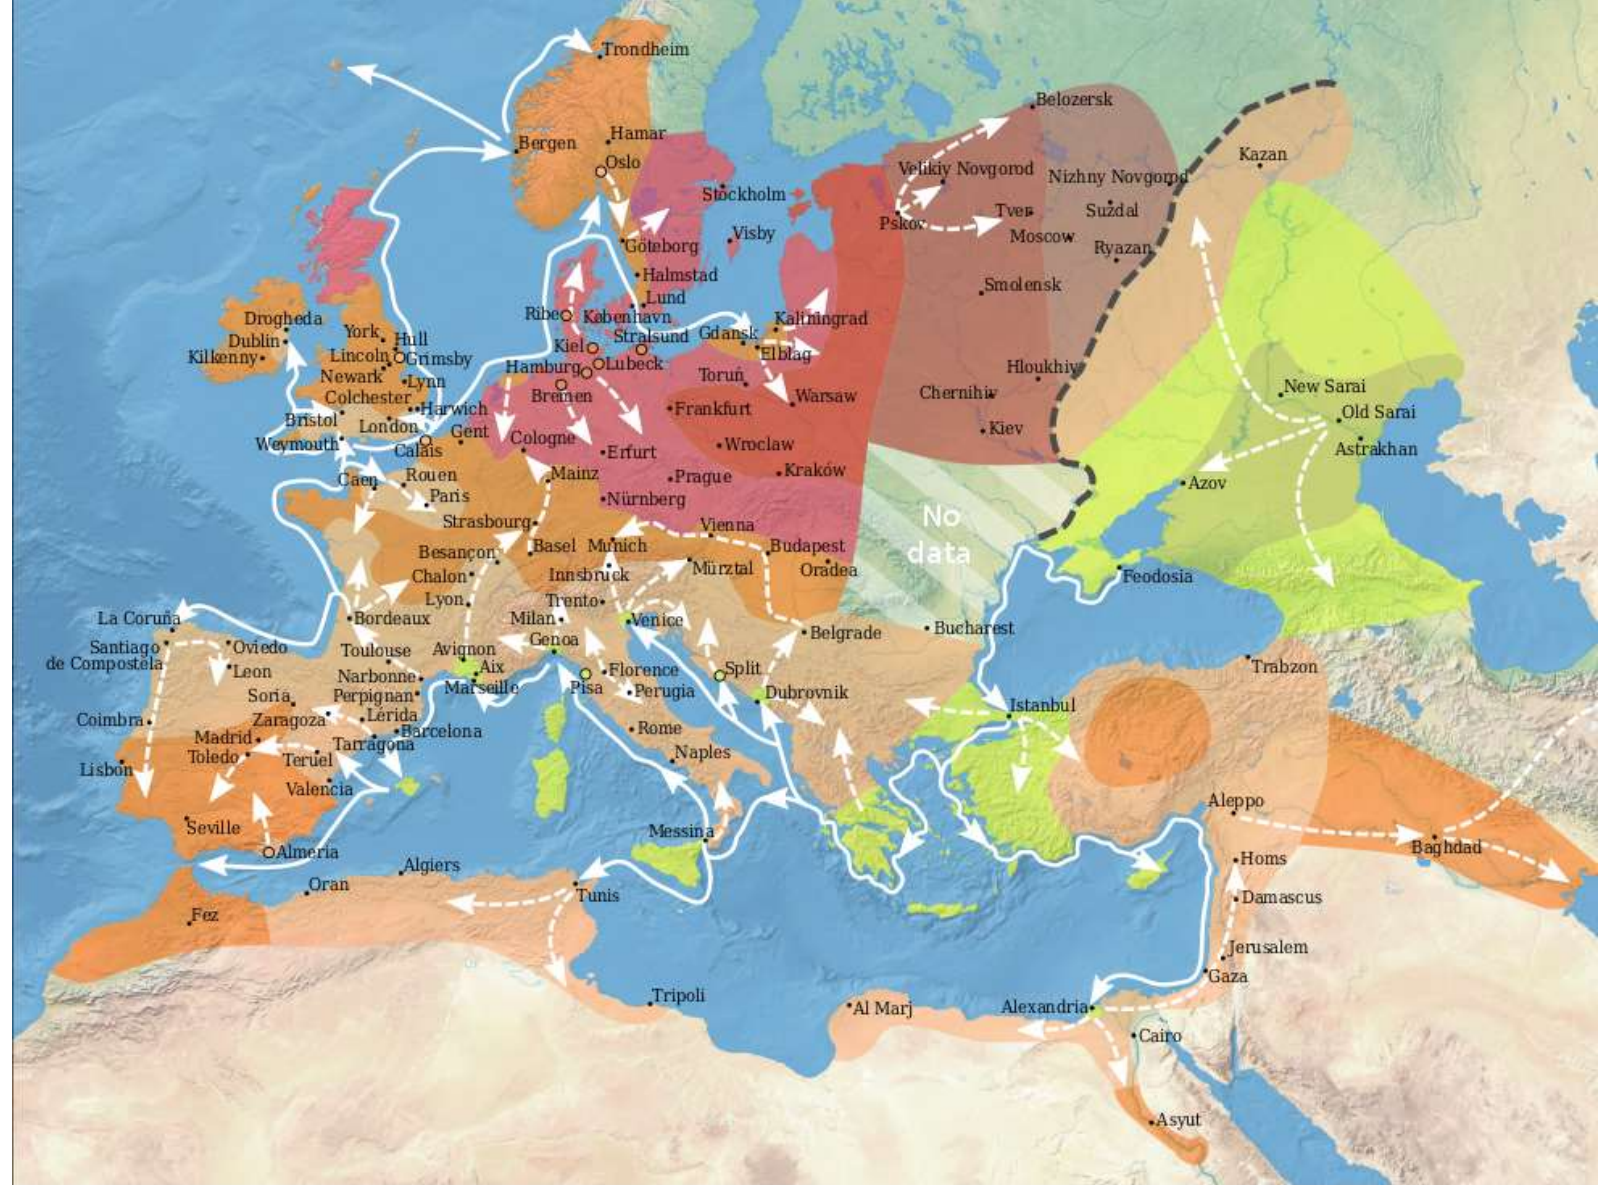 Trondheim
Belozersk
Hamar
Bergen
Oslo
Kazan
Velikiy Novgorod
Nizhny Novgorod
Stockholm
Pskov
Tver
Suzdal
Moscow
Visby
Göteborg
Ryazan
Halmstad
Smolensk
Lund
Ribe
København
Kaliningrad
Drogheda
York
Hull
Gdansk
Stralsund
Dublin
Kiel
Elbląg
Kilkenny
Lincoln
Grimsby
Hamburg
Lubeck
Hloukhiv
Newark
Lynn
Toruń
New Sarai
Colchester
Bremen
Warsaw
Chernihiv
Harwich
Frankfurt
Old Sarai
Bristol
London
Gent
Kiev
Weymouth
Calais
Cologne
Erfurt
Wroclaw
Astrakhan
Caen
Rouen
Mainz
Prague
Kraków
Azov
Paris
Nürnberg
Strasbourg
Vienna
No
data
Besançon
Basel
Munich
Budapest
Chalon
Innsbruck
Mürztal
Oradea
Feodosia
Lyon
Trento
La Coruña
Bordeaux
Milan
Venice
Belgrade
Bucharest
Santiago
de Compostela
Oviedo
Toulouse
Avignon
Genoa
Leon
Narbonne
Aix
Florence
Split
Trabzon
Marseille
Pisa
Perugia
Dubrovnik
Soria
Perpignan
Istanbul
Coimbra
Zaragoza
Lérida
Rome
Madrid
Barcelona
Toledo
Tarragona
Naples
Lisbon
Teruel
Valencia
Aleppo
Seville
Messina
Baghdad
Almeria
Algiers
Homs
Oran
Tunis
Damascus
Fez
Jerusalem
Gaza
Tripoli
Al Marj
Alexandria
Cairo
Asyut